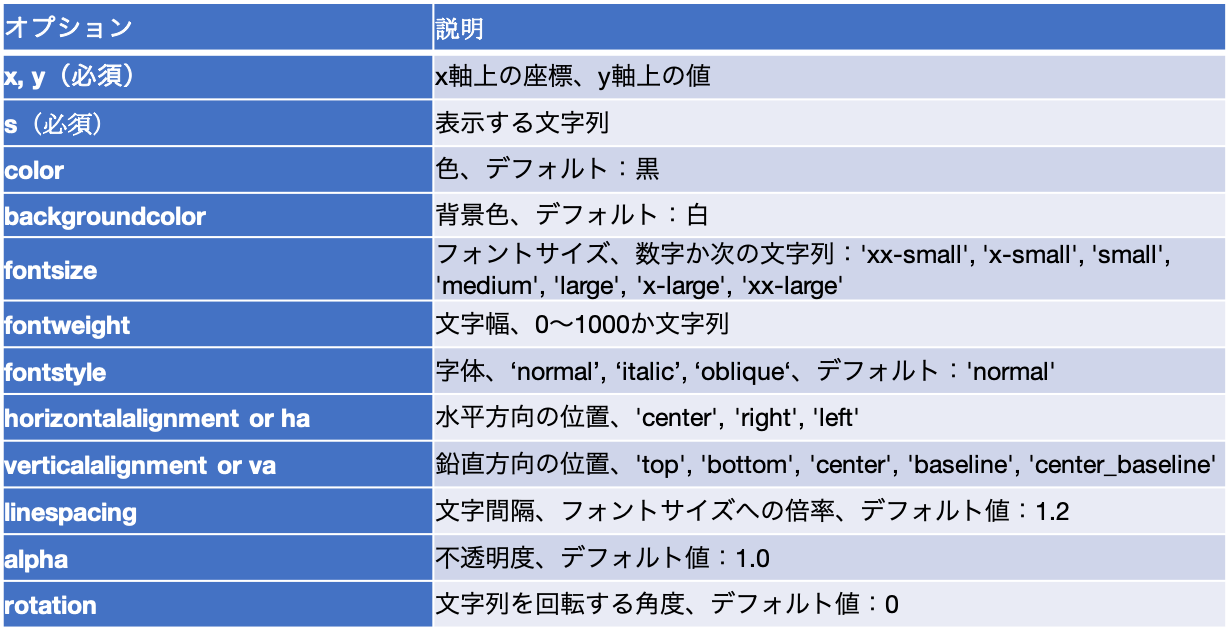 オプション 説明
x, y（必須） x軸上の座標、y軸上の値
s（必須） 表示する文字列
color 色、デフォルト：黒
backgroundcolor 背景色、デフォルト：白
fontsize フォントサイズ、数字か次の文字列：'xx-small', 'x-small', 'small',
'medium', 'large', 'x-large', 'xx-large'
fontweight 文字幅、0〜1000か文字列
fontstyle 字体、‘normal’, ‘italic’, ‘oblique‘、デフォルト：'normal'
horizontalalignment or ha 水平方向の位置、'center', 'right', 'left'
verticalalignment or va 鉛直方向の位置、'top', 'bottom', 'center', 'baseline', 'center_baseline'
linespacing 文字間隔、フォントサイズへの倍率、デフォルト値：1.2
alpha 不透明度、デフォルト値：1.0
rotation 文字列を回転する角度、デフォルト値：0